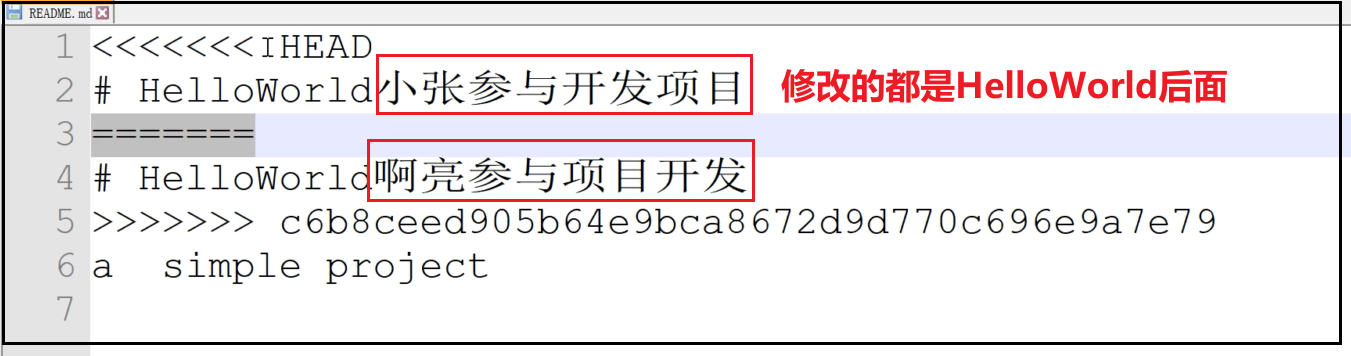 README.md
1 <<<<<<< HEAD
2 # HelloWorld小张参与开发项目 修改的都是HelloWorld后面
3 =======
4 # HelloWorld啊亮参与项目开发
5 >>>>>>> c6b8ceed905b64e9bca8672d9d770c696e9a7e79
6 a  simple project
7